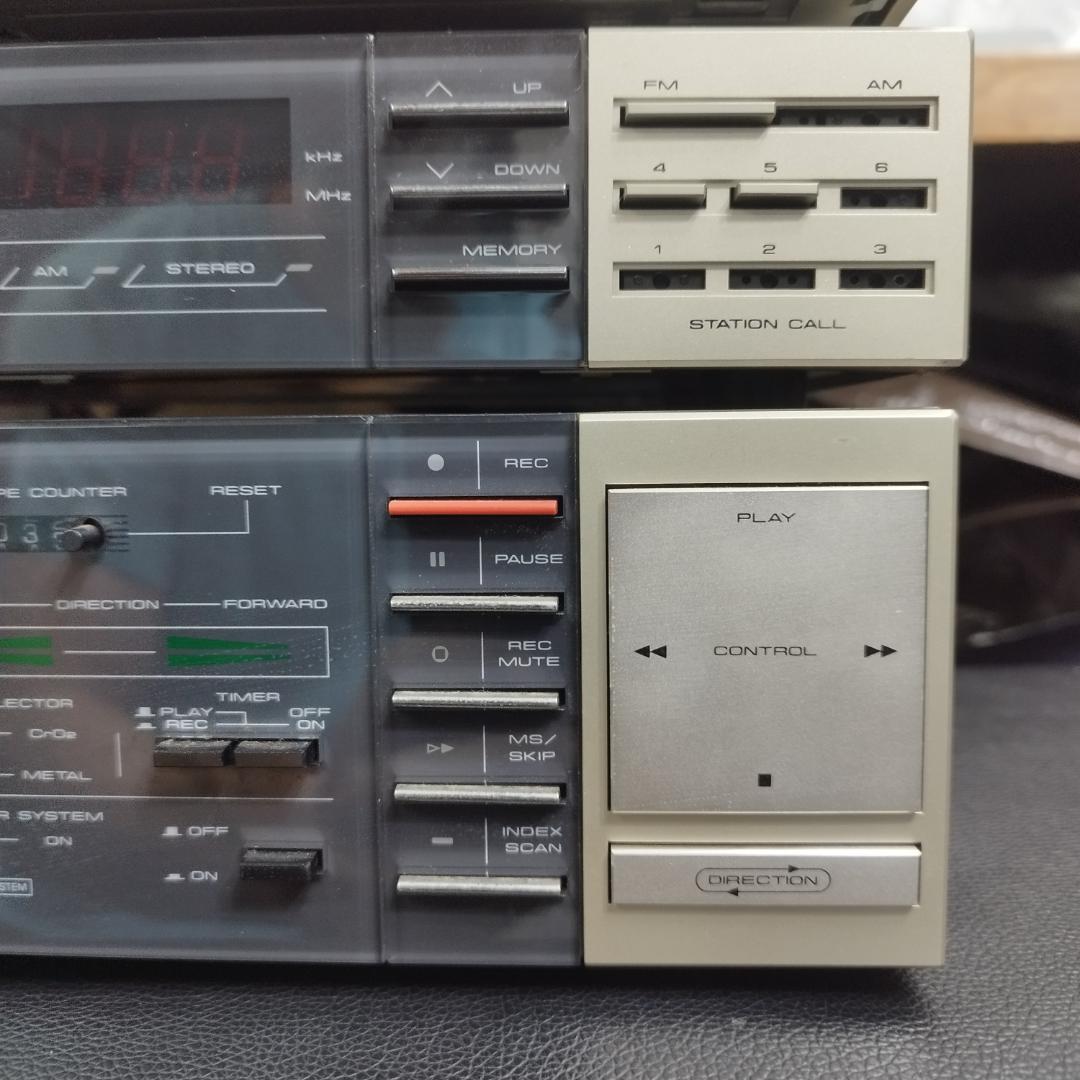 UP
FM AM
kHz
MHz
DOWN
4 5 6
MEMORY
1 2 3
AM STEREO
STATION CALL
REC
PE COUNTER RESET
PLAY
PAUSE
DIRECTION FORWARD
REC
MUTE
CONTROL
LECTOR TIMER
PLAY OFF
REC ON
CrO2
METAL
MS/
SKIP
R SYSTEM
OFF
ON
ON
STEM
INDEX
SCAN
DIRECTION